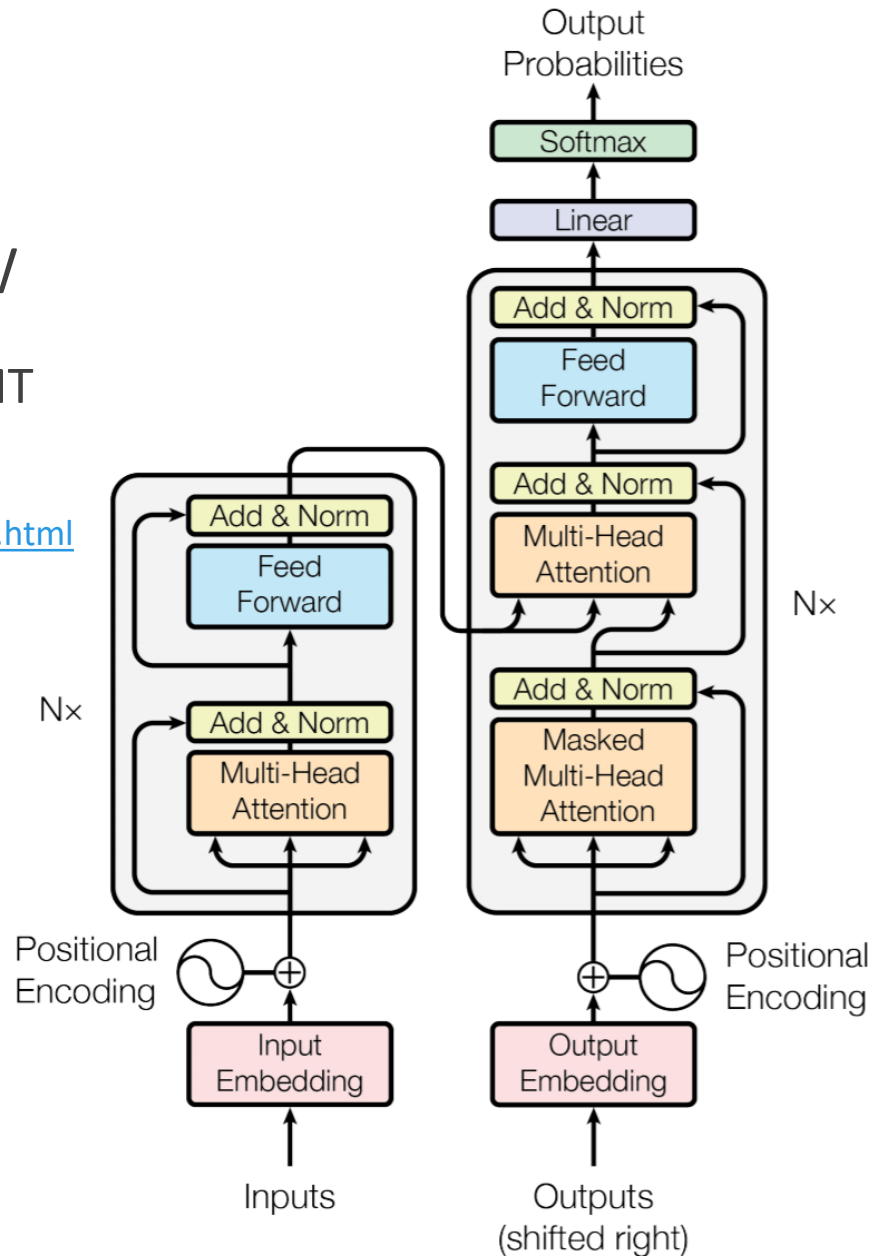 Output
Probabilities
Softmax
Linear
Add & Norm
Feed
Forward
Add & Norm
Multi-Head
Attention
Add & Norm
Masked
Multi-Head
Attention
N×
Positional
Encoding
Output
Embedding
Outputs
(shifted right)
.html
Add & Norm
Feed
Forward
Add & Norm
Multi-Head
Attention
N×
Positional
Encoding
Input
Embedding
Inputs